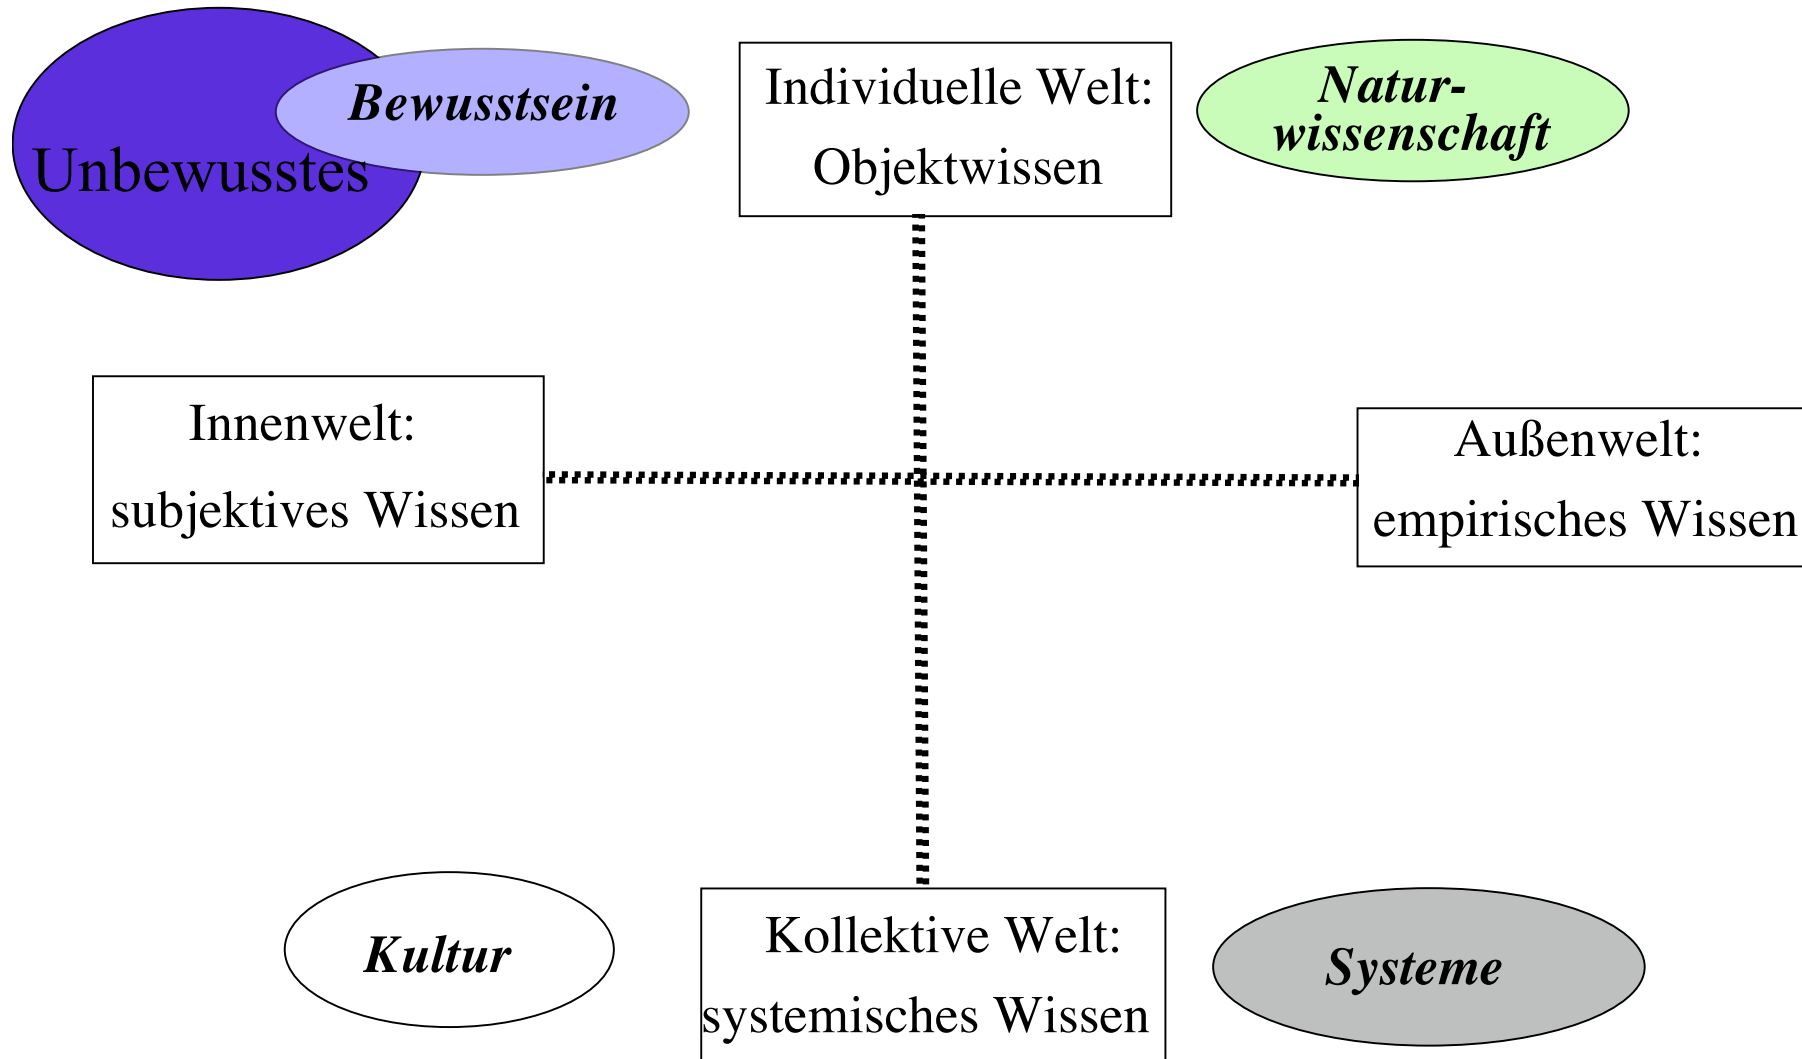 Unbewusstes
Bewusstsein
Individuelle Welt:
Objektwissen
Natur-
wissenschaft
Innenwelt:
subjektives Wissen
Außenwelt:
empirisches Wissen
Kultur
Kollektive Welt:
systemisches Wissen
Systeme